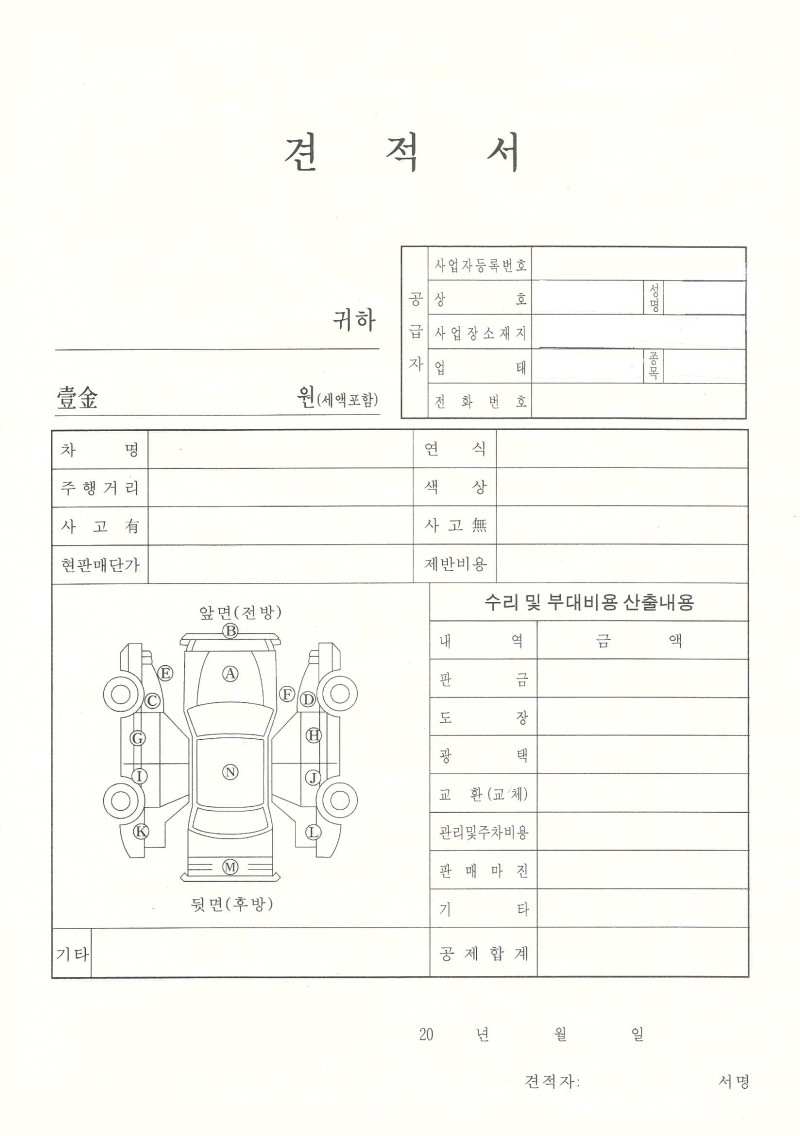 견 적 서
귀하
壹金 원(세액포함)
공급자
사업자등록번호
상 호 성명
사업장소재지
업 태 종목
전 화 번 호
차 명 연 식
주행거리 색 상
사 고 有 사 고 無
현판매단가 제반비용
앞면(전방)
수리 및 부대비용 산출내용
내 역 금 액
판 금
도 장
광 택
교 환(교체)
관리및주차비용
판 매 마 진
기 타
공 제 합 계
B
A
E
C
F
D
G
H
I
N
J
K
L
M
뒷면(후방)
기타
20 년 월 일
견적자: 서명